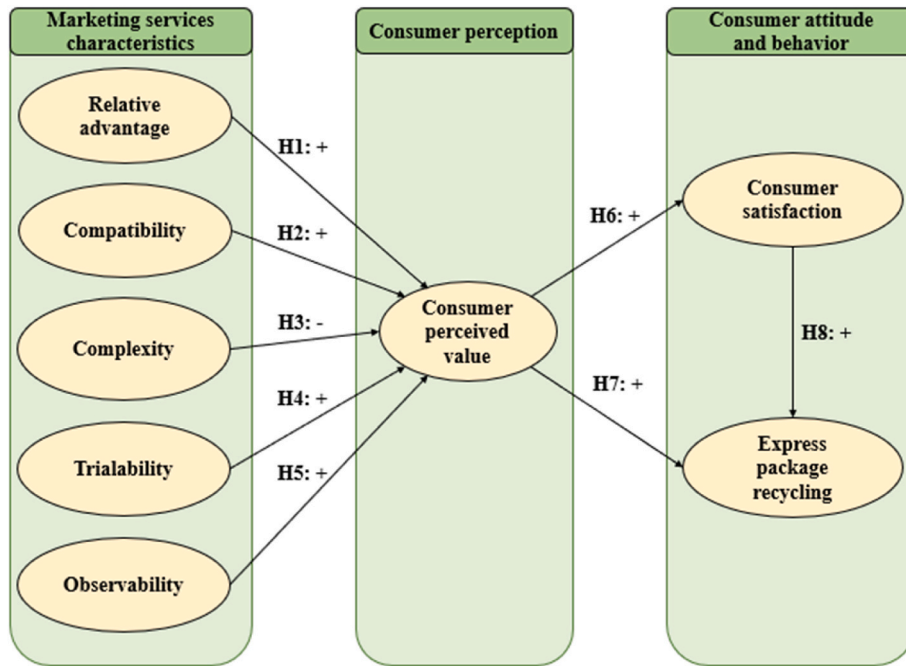 Marketing services
characteristics
Consumer perception
Consumer attitude
and behavior
Relative
advantage
Compatibility
Complexity
Trialability
Observability
H1: +
H2: +
H3: -
H4: +
H5: +
Consumer
perceived
value
H6: +
H7: +
Consumer
satisfaction
H8: +
Express
package
recycling